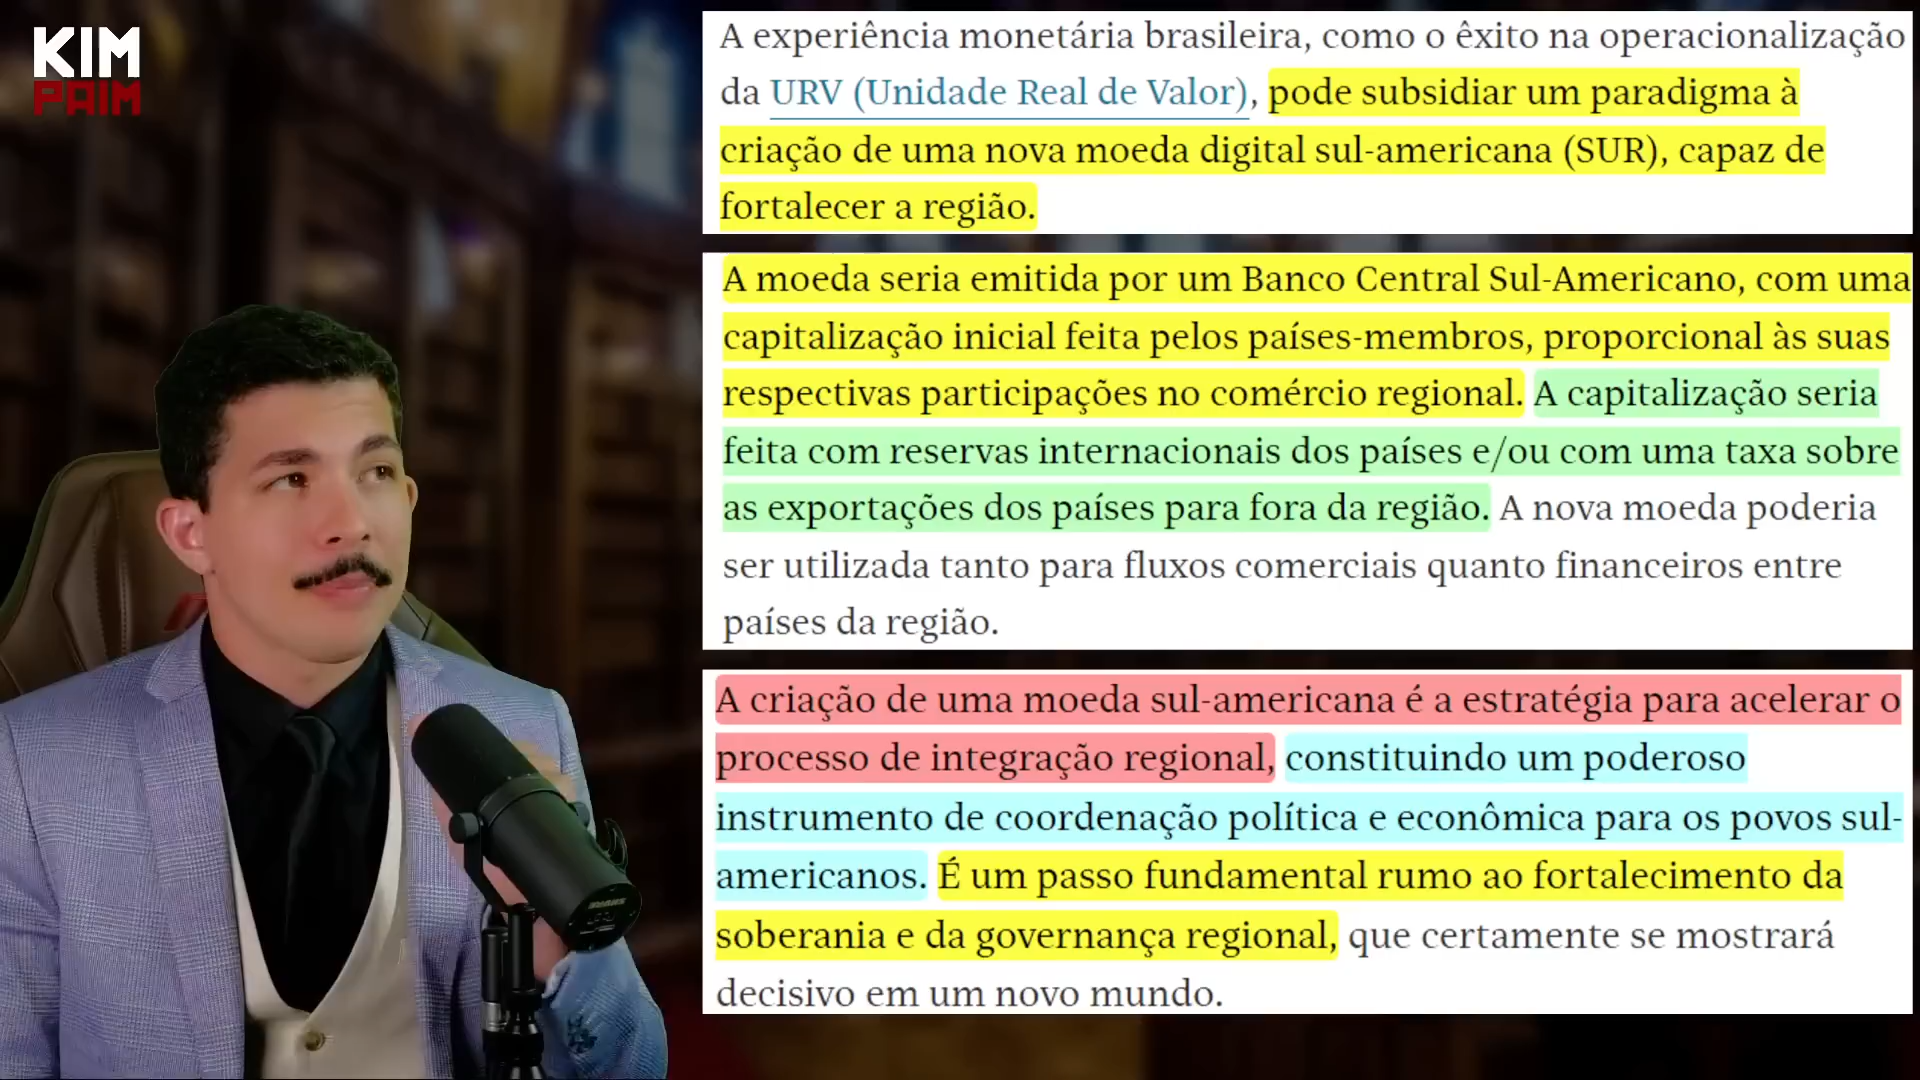 KIM
PAIM
A experiência monetária brasileira, como o êxito na operacionalização
da URV (Unidade Real de Valor), pode subsidiar um paradigma à
criação de uma nova moeda digital sul-americana (SUR), capaz de
fortalecer a região.
A moeda seria emitida por um Banco Central Sul-Americano, com uma
capitalização inicial feita pelos países-membros, proporcional às suas
respectivas participações no comércio regional. A capitalização seria
feita com reservas internacionais dos países e/ou com uma taxa sobre
as exportações dos países para fora da região. A nova moeda poderia
ser utilizada tanto para fluxos comerciais quanto financeiros entre
países da região.
A criação de uma moeda sul-americana é a estratégia para acelerar o
processo de integração regional, constituindo um poderoso
instrumento de coordenação política e econômica para os povos sul-
americanos. É um passo fundamental rumo ao fortalecimento da
soberania e da governança regional, que certamente se mostrará
decisivo em um novo mundo.